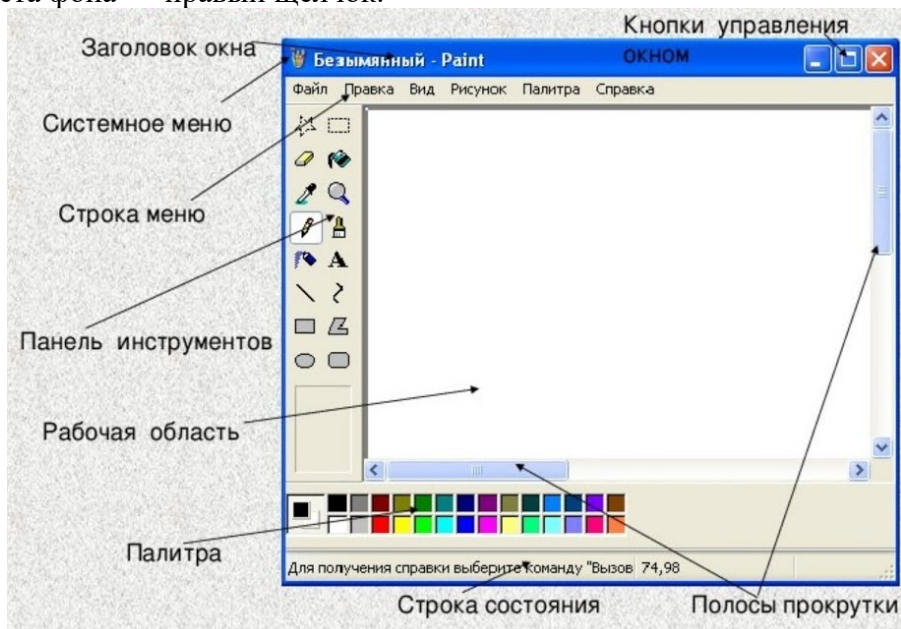 Кнопки управления
окном
Заголовок окна
Безымянный - Paint
Файл Правка Вид Рисунок Палитра Справка
Системное меню
Строка меню
A
Панель инструментов
Рабочая область
Палитра
Для получения справки выберите команду "Вызов 74,98
Строка состояния
Полосы прокрутки